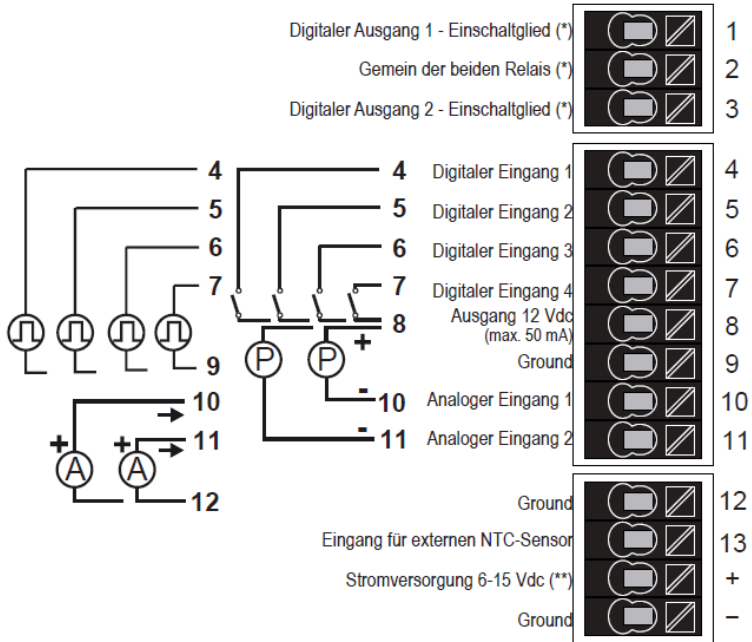 Digitaler Ausgang 1 - Einschaltglied (*) 1
Gemein der beiden Relais (*) 2
Digitaler Ausgang 2 - Einschaltglied (*) 3
4 4 Digitaler Eingang 1 4
5 5 Digitaler Eingang 2 5
6 6 Digitaler Eingang 3 6
7 7 Digitaler Eingang 4 7
8 Ausgang 12 Vdc 8
(max. 50 mA)
+
P P
9 Ground 9
- 10 Analoger Eingang 1 10
10
- 11 Analoger Eingang 2 11
+ + 11
A A
12
Ground 12
Eingang für externen NTC-Sensor 13
Stromversorgung 6-15 Vdc (**) +
Ground −